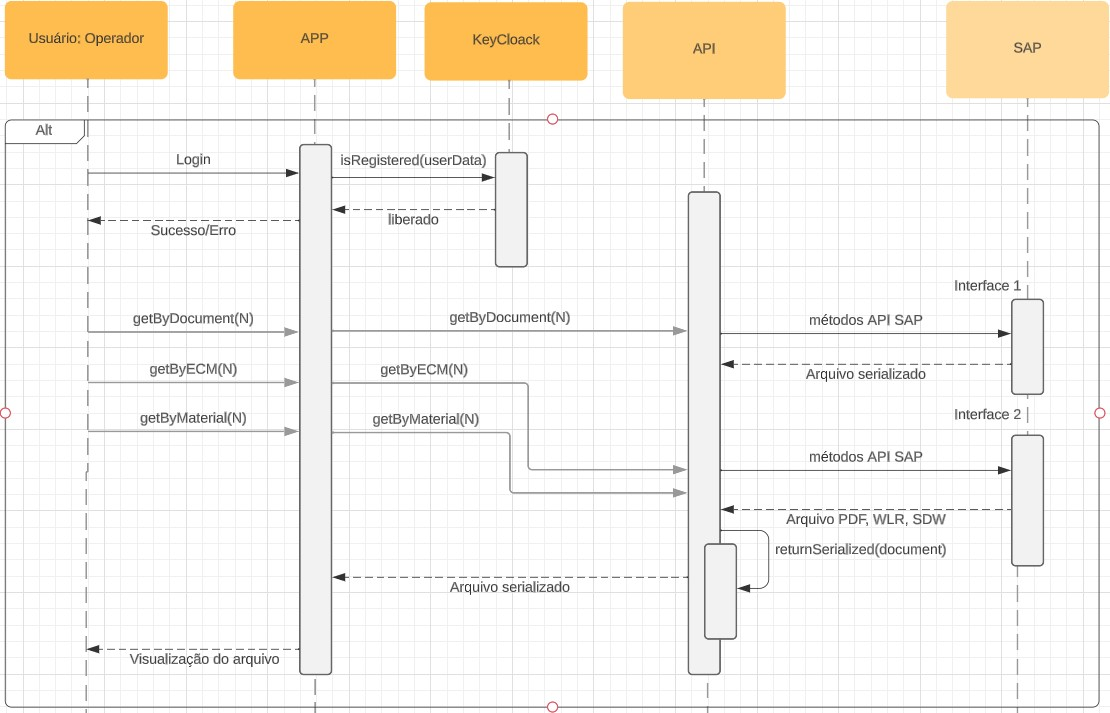 Usuário: Operador
APP
KeyCloack
API
SAP
Alt
Login
isRegistered(userData)
liberado
Sucesso/Erro
Interface 1
getByDocument(N)
getByDocument(N)
métodos API SAP
getByECM(N)
getByECM(N)
Arquivo serializado
getByMaterial(N)
getByMaterial(N)
Interface 2
métodos API SAP
Arquivo PDF, WLR, SDW
returnSerialized(document)
Arquivo serializado
Visualização do arquivo